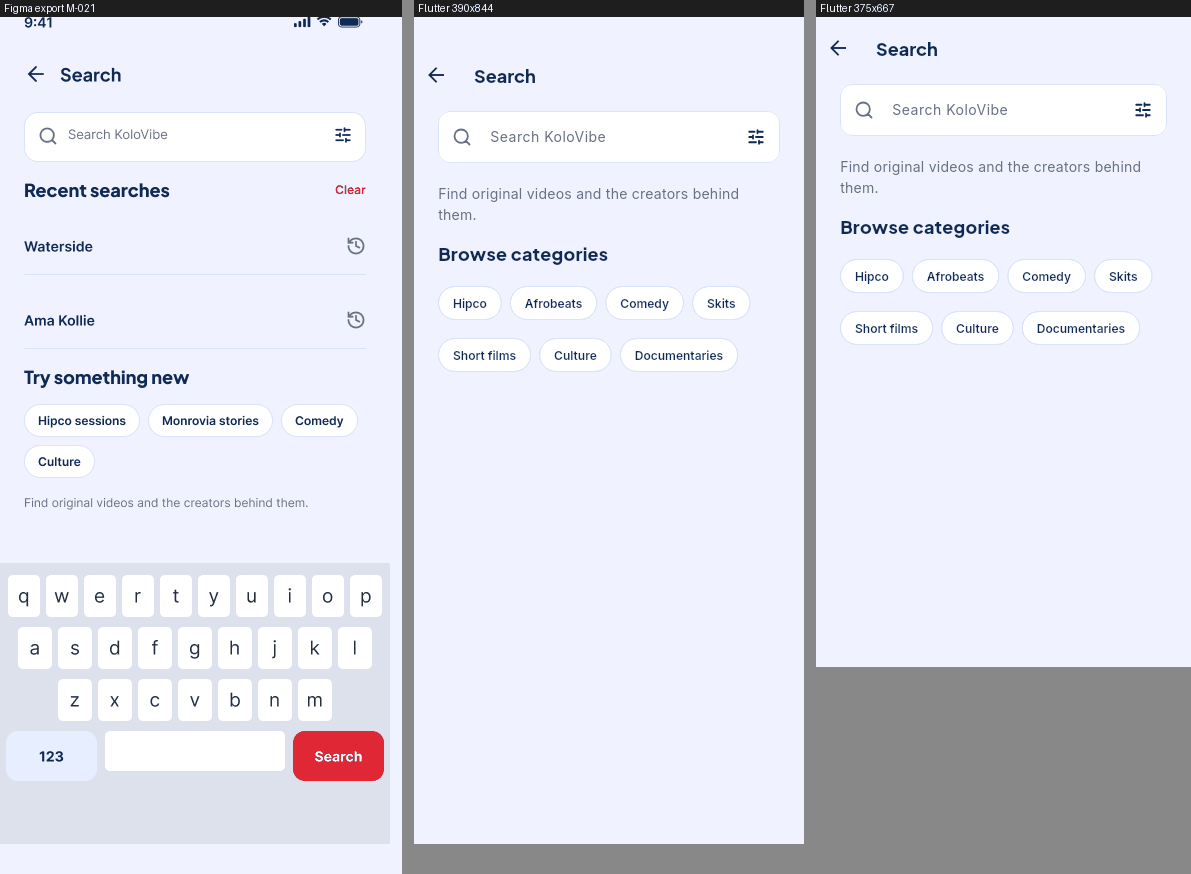 Figma export M-021
9:41
Search
Search KoloVibe
Recent searches
Clear
Waterside
Ama Kollie
Try something new
Hipco sessions
Monrovia stories
Comedy
Culture
Find original videos and the creators behind them.
q w e r t y u i o p
a s d f g h j k l
z x c v b n m
123
Search
Flutter 390x844
Search
Search KoloVibe
Find original videos and the creators behind
them.
Browse categories
Hipco
Afrobeats
Comedy
Skits
Short films
Culture
Documentaries
Flutter 375x667
Search
Search KoloVibe
Find original videos and the creators behind
them.
Browse categories
Hipco
Afrobeats
Comedy
Skits
Short films
Culture
Documentaries